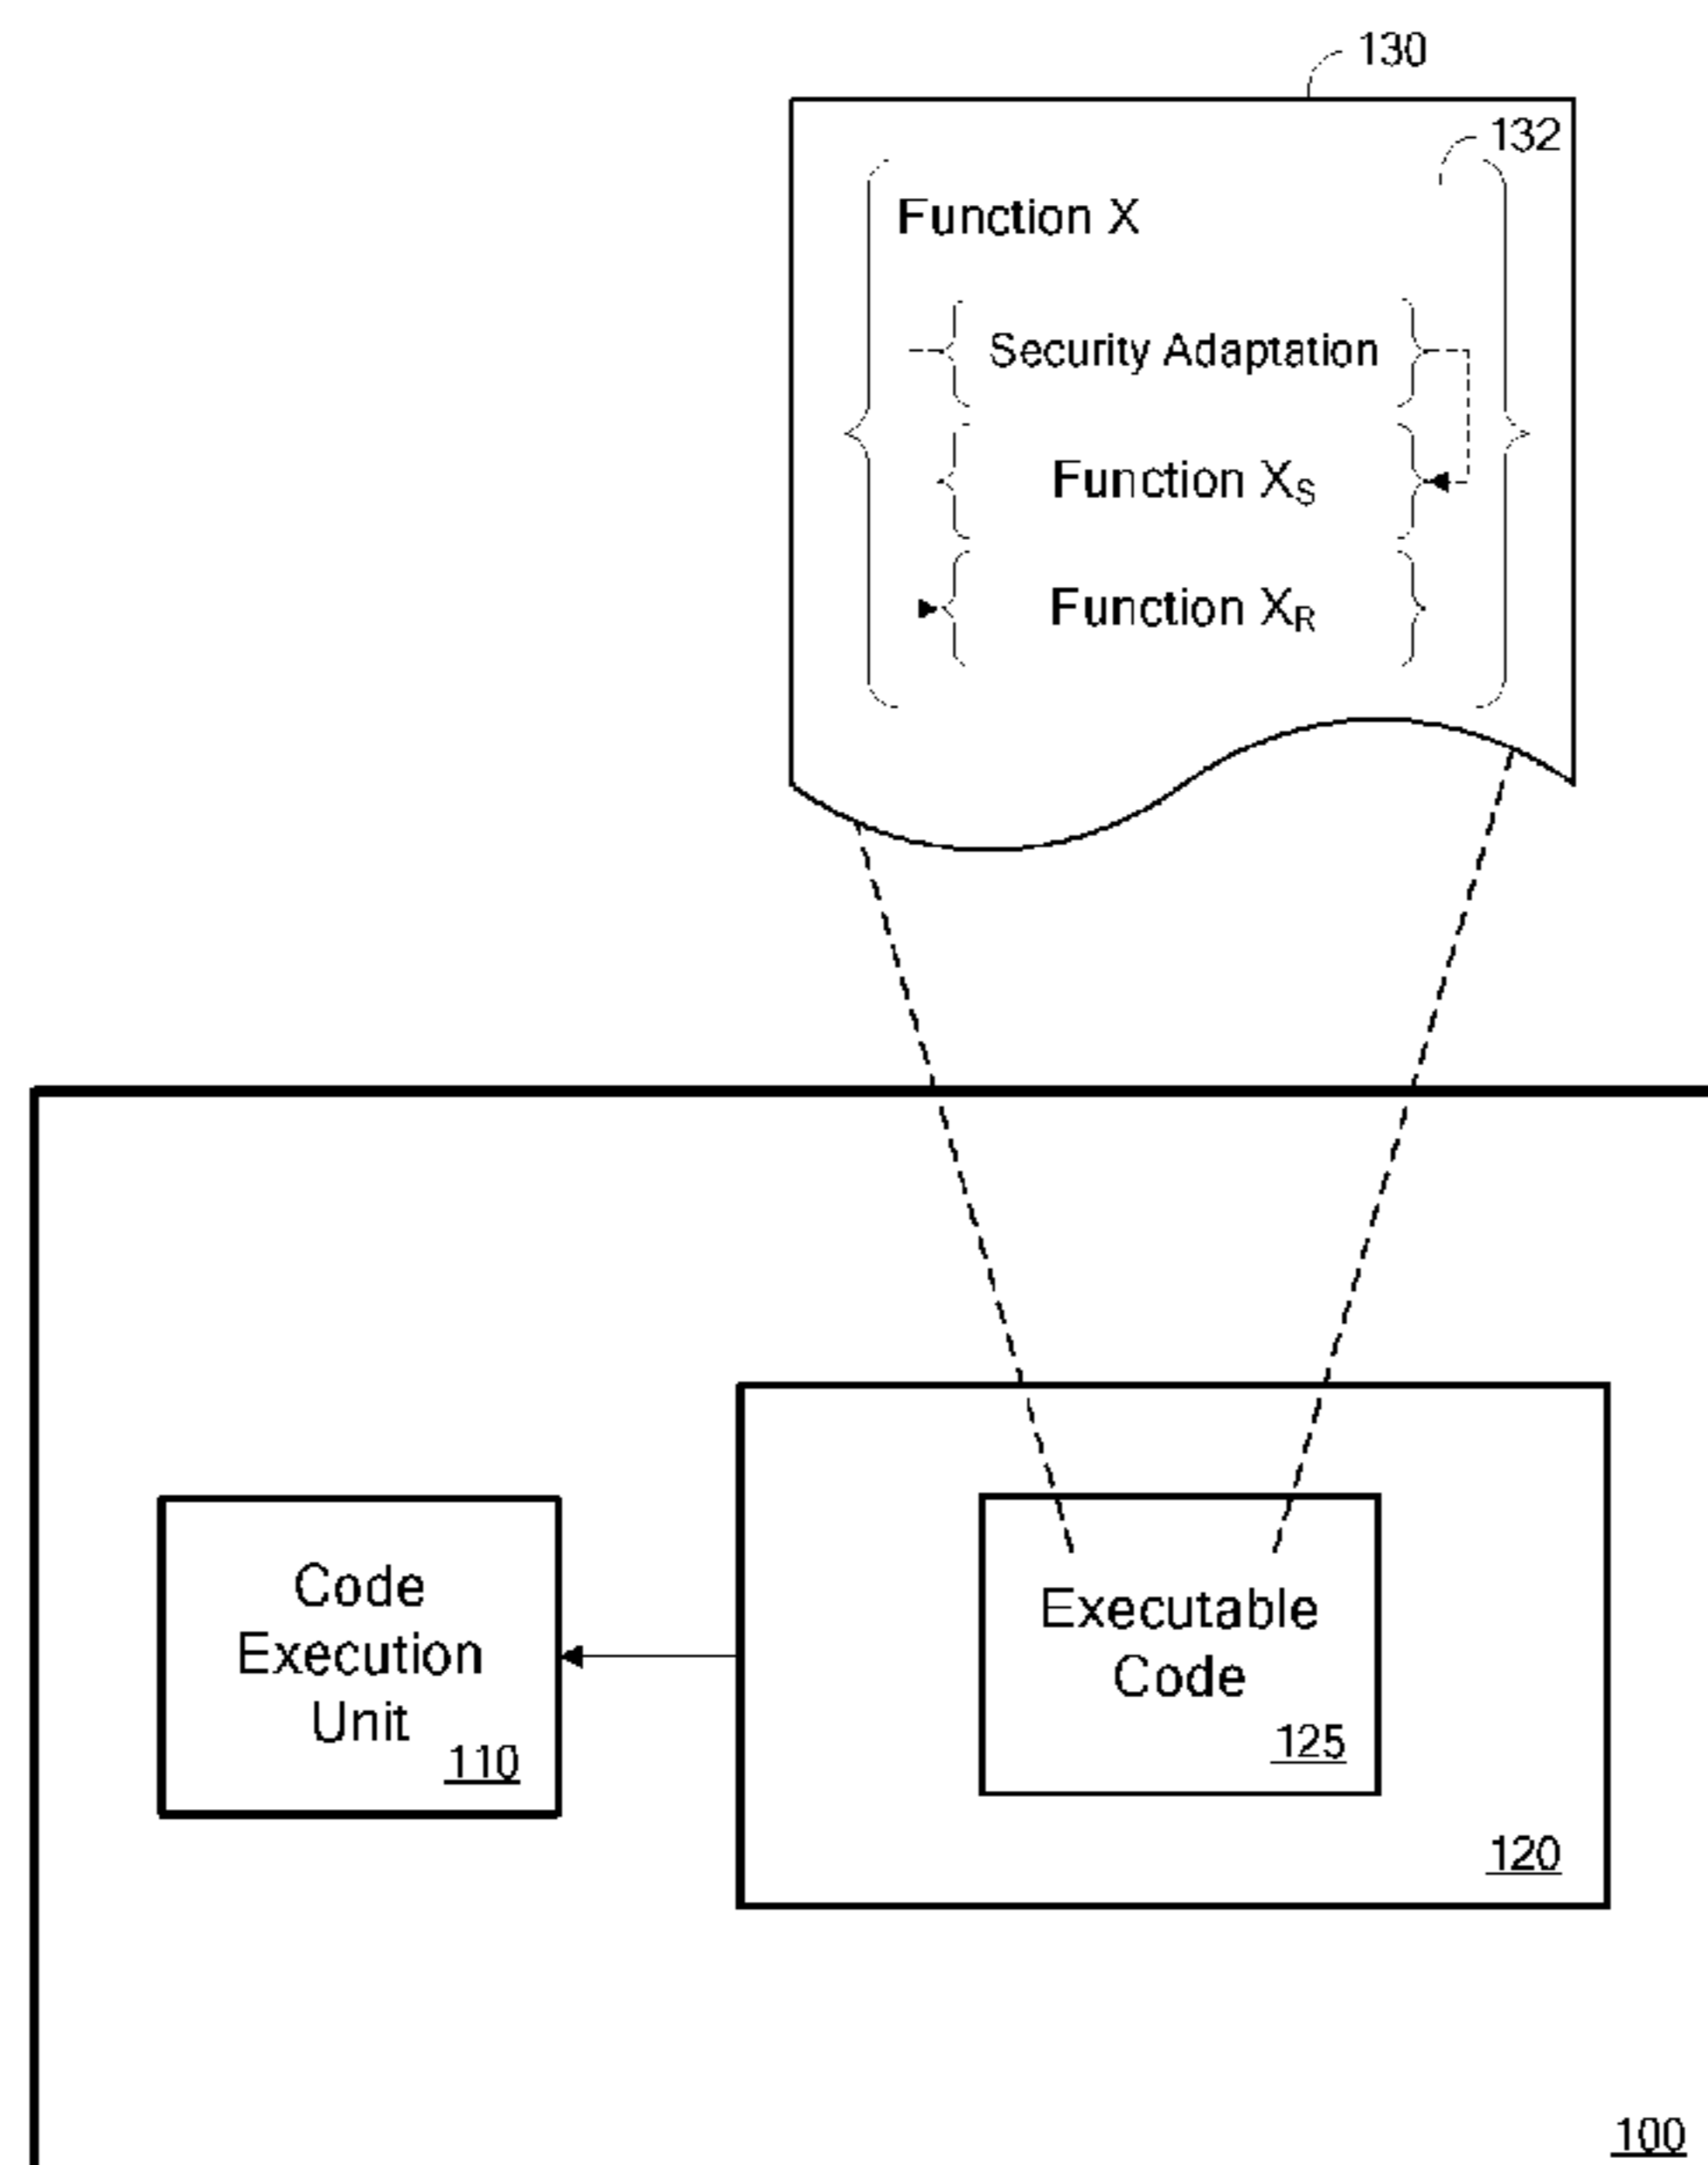 130
132
Function X
Security Adaptation
Function XS
Function XR
Code
Execution
Unit
110
Executable
Code
125
120
100